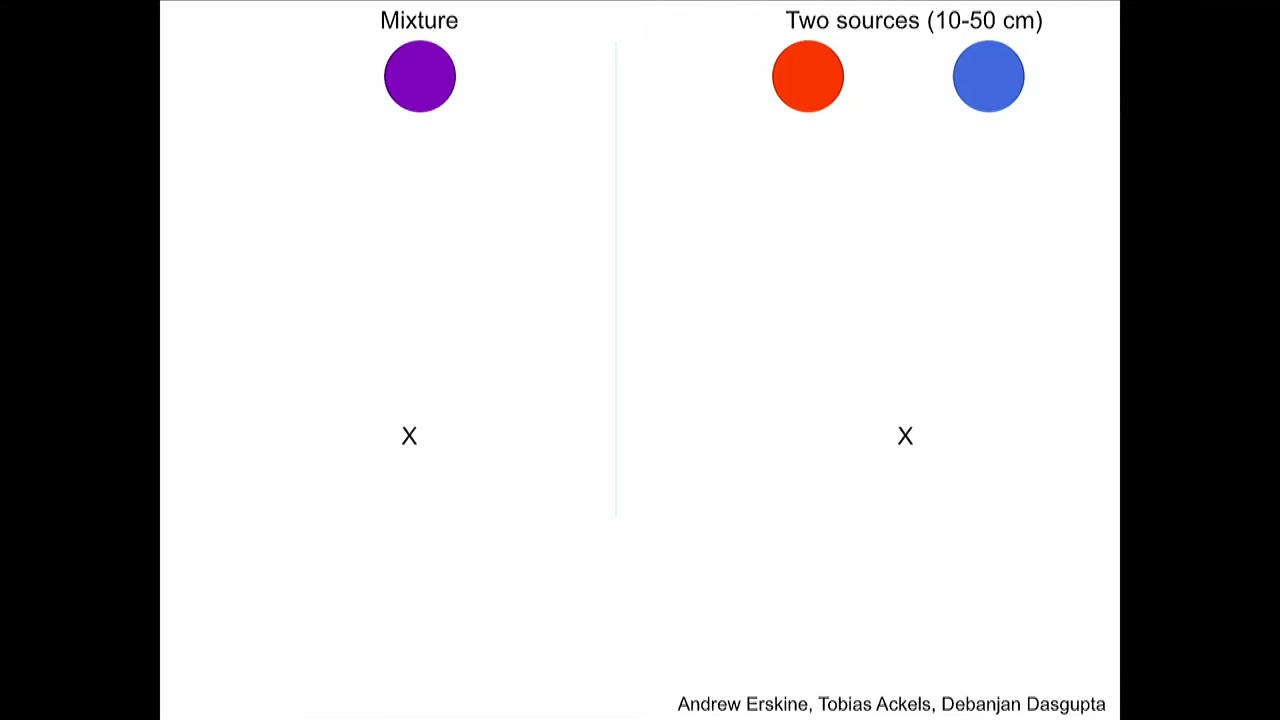 Mixture
Two sources (10-50 cm)
X
X
Andrew Erskine, Tobias Ackels, Debanjan Dasgupta